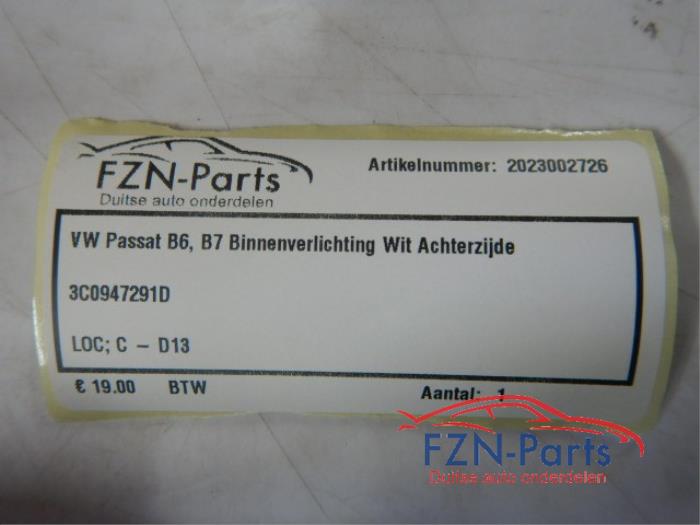 FZN-Parts
Duitse auto onderdelen
Artikelnummer: 2023002726
VW Passat B6, B7 Binnenverlichting Wit Achterzijde
3C0947291D
LOC; C - D13
€ 19.00 BTW
Aantal: 1
FZN-Parts
Duitse auto onderdelen